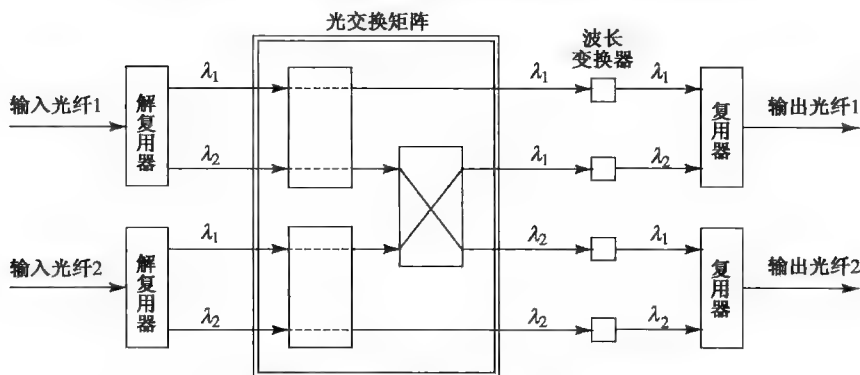 光交换矩阵
波长
变换器
λ₁ λ₁ λ₁
输入光纤1 解复用器 复用器 输出光纤1
λ₂ λ₁ λ₂
λ₁ λ₂ λ₁
输入光纤2 解复用器 复用器 输出光纤2
λ₂ λ₂ λ₂